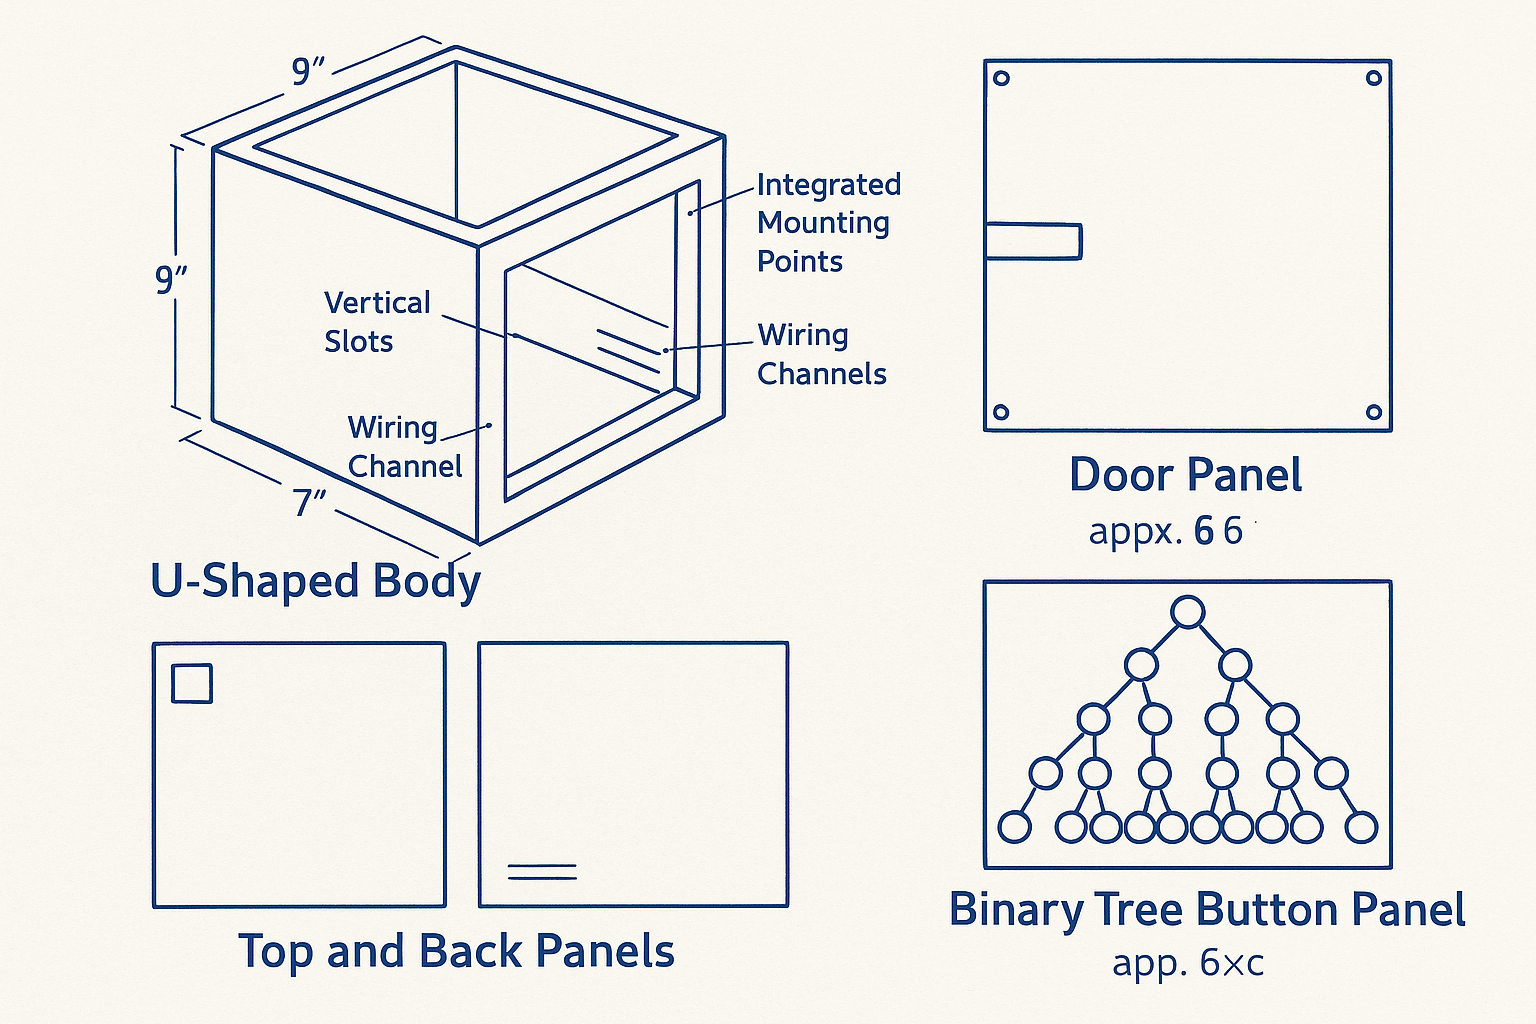 9″
9″
7″
Integrated
Mounting
Points
Vertical
Slots
Wiring
Channels
Wiring
Channel
U-Shaped Body
Door Panel
appx. 6 6
Top and Back Panels
Binary Tree Button Panel
app. 6×c